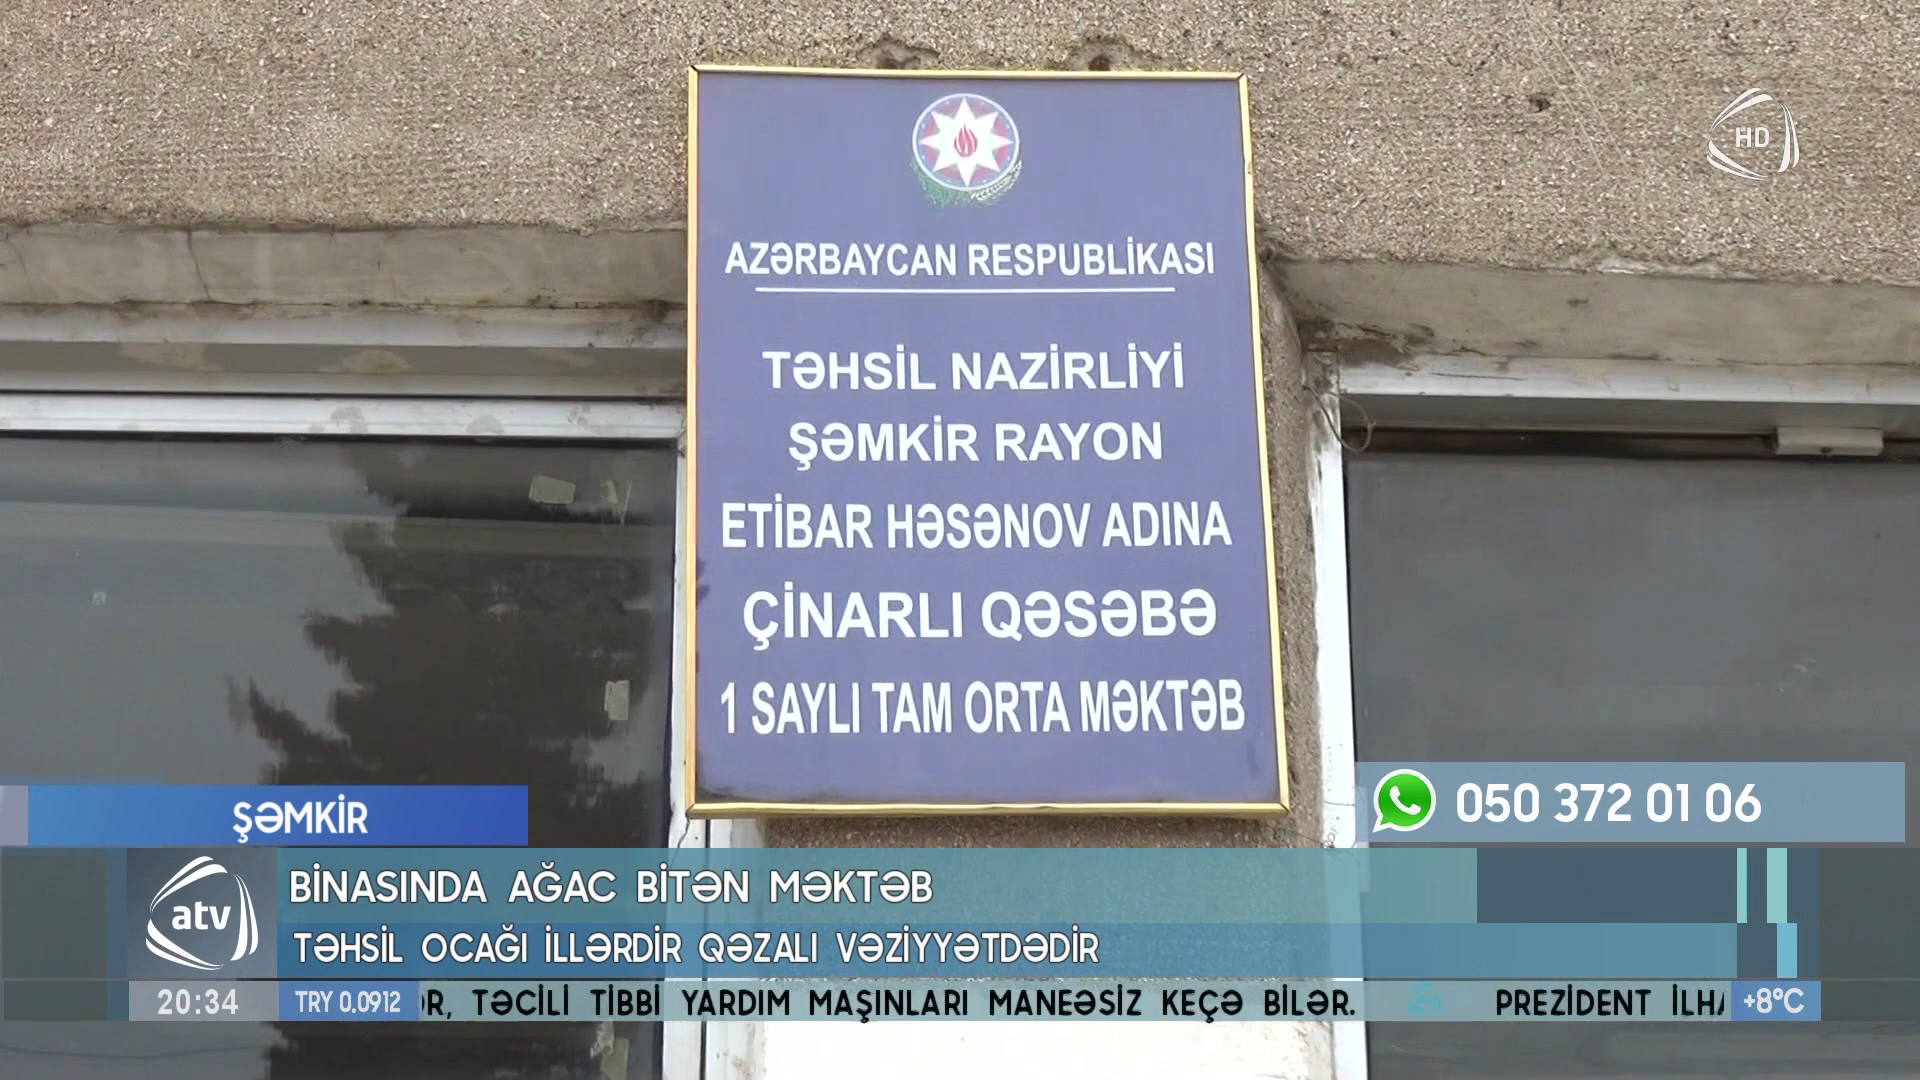 HD
AZƏRBAYCAN RESPUBLİKASI
TƏHSİL NAZİRLİYİ
ŞƏMKİR RAYON
ETİBAR HƏSƏNOV ADINA
ÇİNARLI QƏSƏBƏ
1 SAYLI TAM ORTA MƏKTƏB
ŞƏMKİR
050 372 01 06
atv
BİNASINDA AĞAC BİTƏN MƏKTƏB
TƏHSİL OCAĞI İLLƏRDİR QƏZALI VƏZİYYƏTDƏDİR
20:34 TRY 0.0912 TƏCİLİ TİBBİ YARDIM MAŞINLARI MANEƏSİZ KEÇƏ BİLƏR. PREZİDENT +8°C